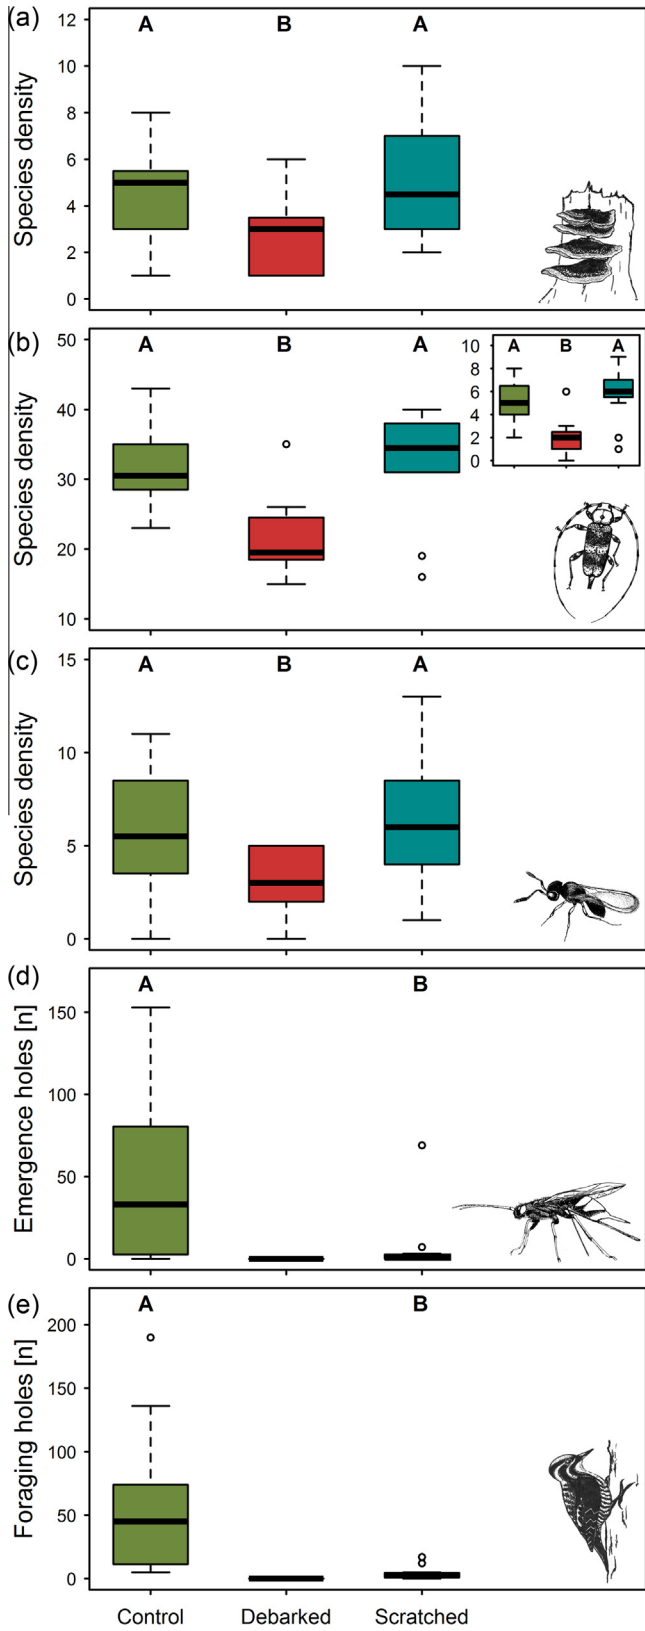 (a)
A B A
Species density
12
10
8
6
4
2
0
(b)
A B A
Species density
50
40
30
20
10
A B A
10
8
6
4
2
0
(c)
A B A
Species density
15
10
5
0
(d)
A B
Emergence holes [n]
150
100
50
0
(e)
A B
Foraging holes [n]
200
150
100
50
0
Control Debarked Scratched